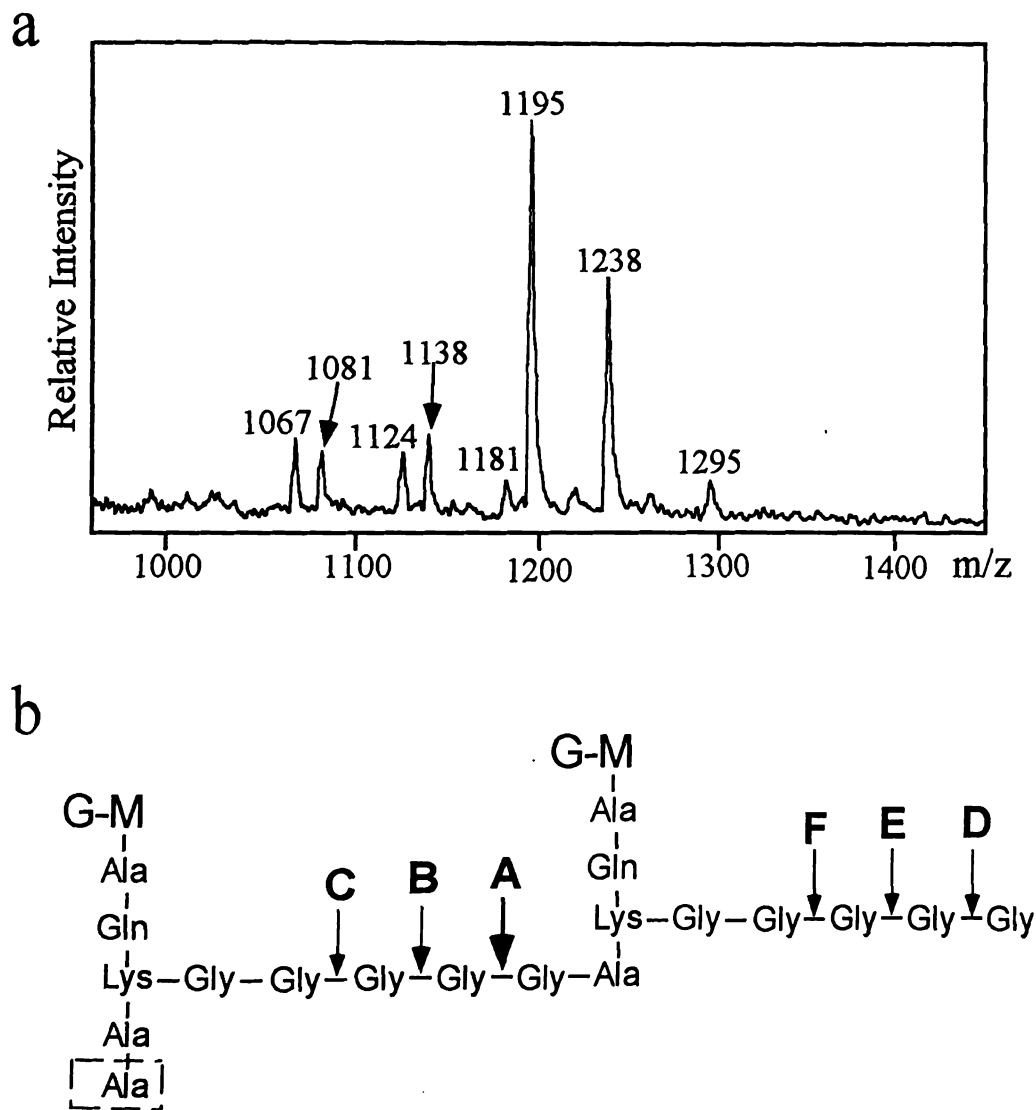 a
Relative Intensity
1195
1238
1138
1081
1067
1124
1181
1295
1000 1100 1200 1300 1400 m/z
b
G-M
G-M
Ala
Ala
Gln
Gln
C B A
F E D
Lys—Gly—Gly—Gly—Gly—Gly
Lys—Gly—Gly—Gly—Gly—Gly—Ala
Ala
Ala